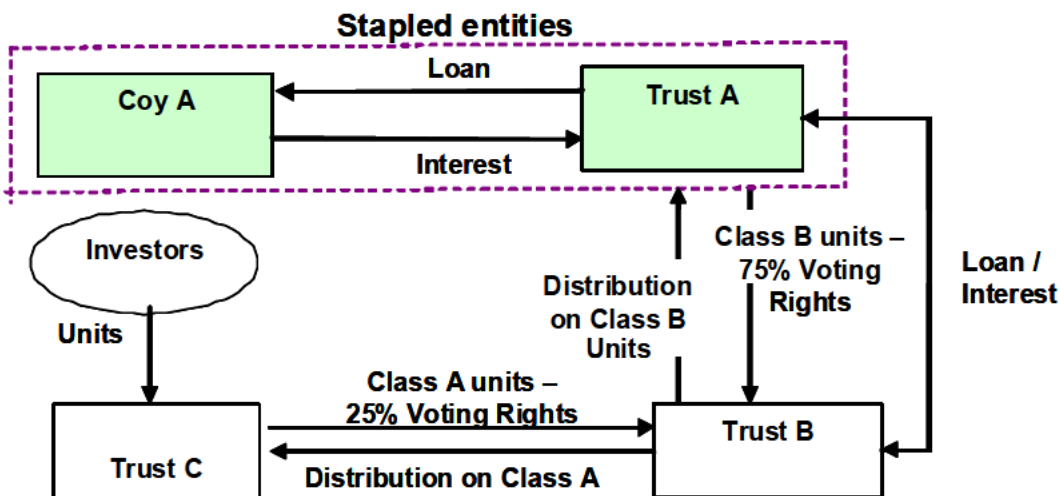 Stapled entities
Coy A
Loan
Trust A
Interest
Investors
Units
Distribution
on Class B
Units
Class B units –
75% Voting
Rights
Loan /
Interest
Class A units –
25% Voting Rights
Trust C
Trust B
Distribution on Class A